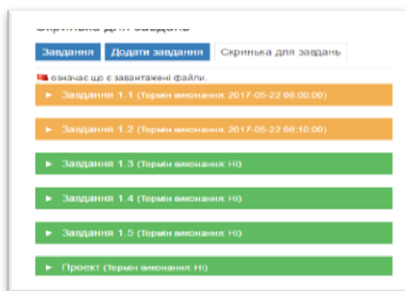 Скринька для завдань
Завдання Додати завдання Скринька для завдань
означає що є завантажені файли.
Завдання 1.1 (Термін виконання: 2017-05-22 08:00:00)
Завдання 1.2 (Термін виконання: 2017-05-22 08:10:00)
Завдання 1.3 (Термін виконання: Ні)
Завдання 1.4 (Термін виконання: Ні)
Завдання 1.5 (Термін виконання: Ні)
Проект (Термін виконання: Ні)